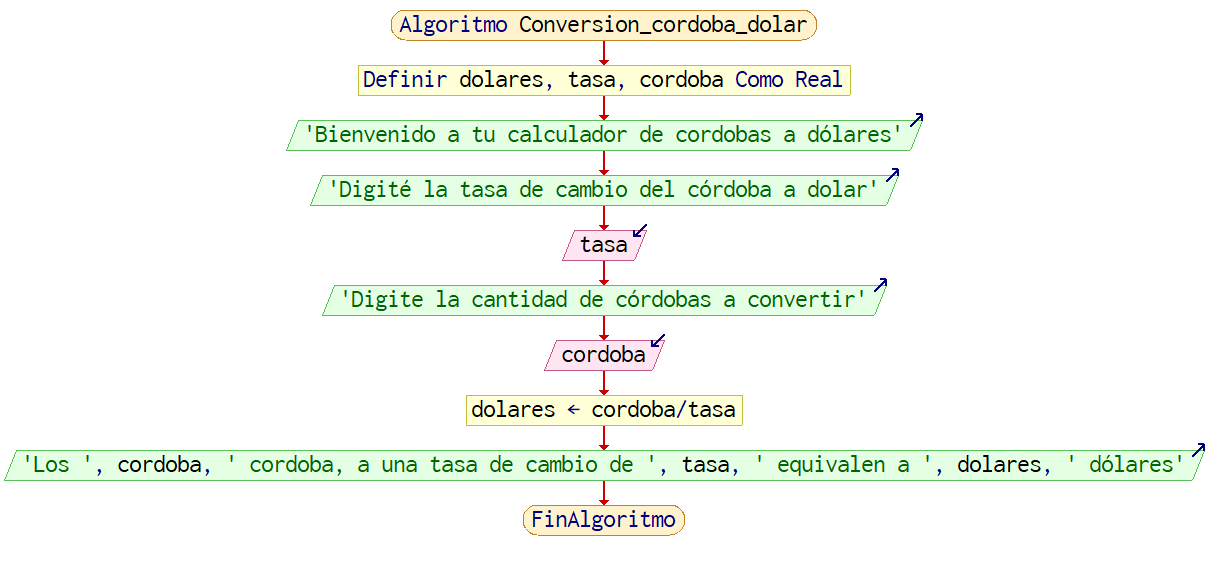 Algoritmo Conversion_cordoba_dolar
Definir dolares, tasa, cordoba Como Real
'Bienvenido a tu calculador de cordobas a dólares'
'Digité la tasa de cambio del córdoba a dolar'
tasa
'Digite la cantidad de córdobas a convertir'
cordoba
dolares ← cordoba/tasa
'Los ', cordoba, ' cordoba, a una tasa de cambio de ', tasa, ' equivalen a ', dolares, ' dólares'
FinAlgoritmo